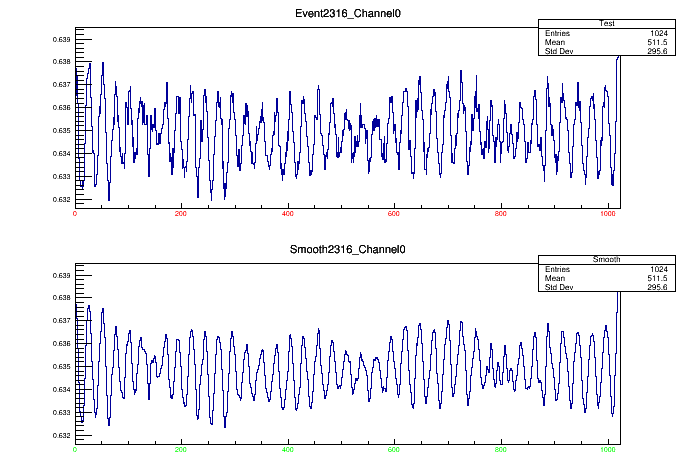 Event2316_Channel0
Test
Entries 1024
Mean 511.5
Std Dev 295.6
0.639
0.638
0.637
0.636
0.635
0.634
0.633
0.632
0 200 400 600 800 1000
Smooth2316_Channel0
Smooth
Entries 1024
Mean 511.5
Std Dev 295.6
0.639
0.638
0.637
0.636
0.635
0.634
0.633
0.632
0 200 400 600 800 1000